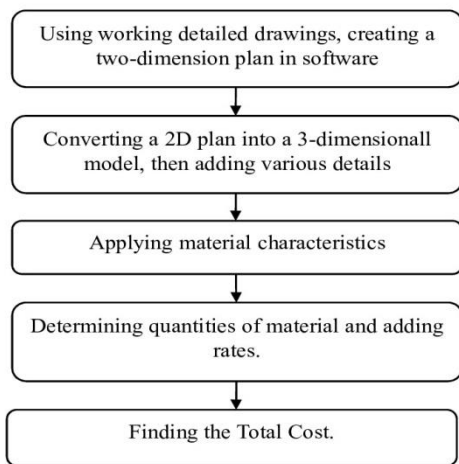 Using working detailed drawings, creating a
two-dimension plan in software
Converting a 2D plan into a 3-dimensionall
model, then adding various details
Applying material characteristics
Determining quantities of material and adding
rates.
Finding the Total Cost.